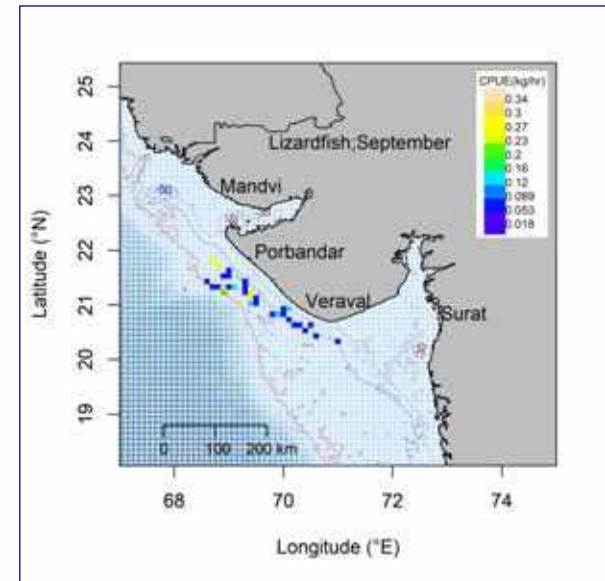 CPUE(kg/hr)
0.34
0.3
0.27
0.23
0.2
0.16
0.12
0.089
0.053
0.018
Lizardfish;September
Mandvi
Porbandar
Veraval
Surat
25
24
23
22
21
20
19
Latitude (°N)
0 100 200 km
68 70 72 74
Longitude (°E)